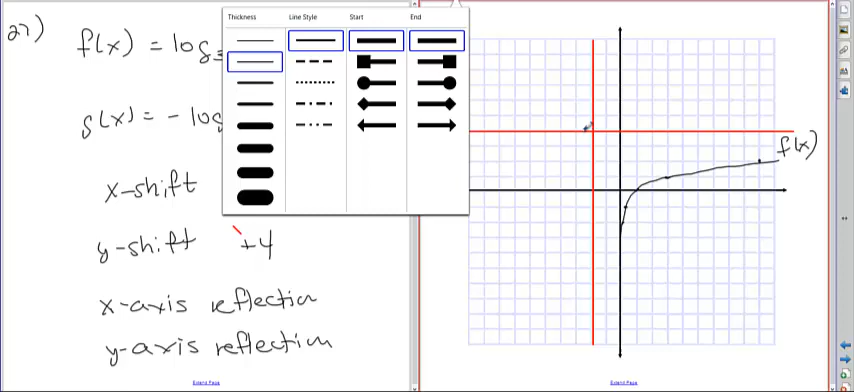 27) f(x) = log
Thickness Line Style Start End
g(x) = - log
x-shift
y-shift +4
x-axis reflection
y-axis reflection
f(x)
Extend Page
Extend Page